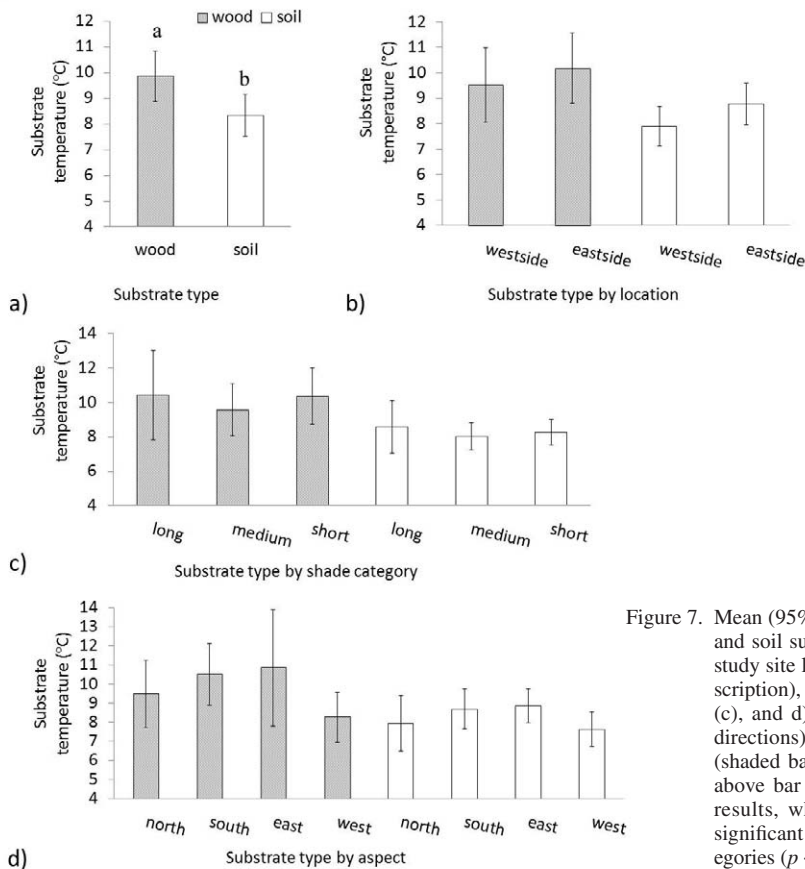 wood soil
12
11
10
9
8
7
6
5
4
Substrate
temperature (°C)
a
b
wood soil
Substrate type
a)
12
11
10
9
8
7
6
5
4
Substrate
temperature (°C)
westside eastside westside eastside
Substrate type by location
b)
14
12
10
8
6
4
Substrate
temperature (°C)
long medium short long medium short
Substrate type by shade category
c)
14
13
12
11
10
9
8
7
6
5
4
Substrate
temperature (°C)
north south east west north south east west
Substrate type by aspect
d)
Figure 7. Mean (95%
and soil su
study site l
scription),
(c), and d)
directions)
(shaded ba
above bar
results, wh
significant
egories (p